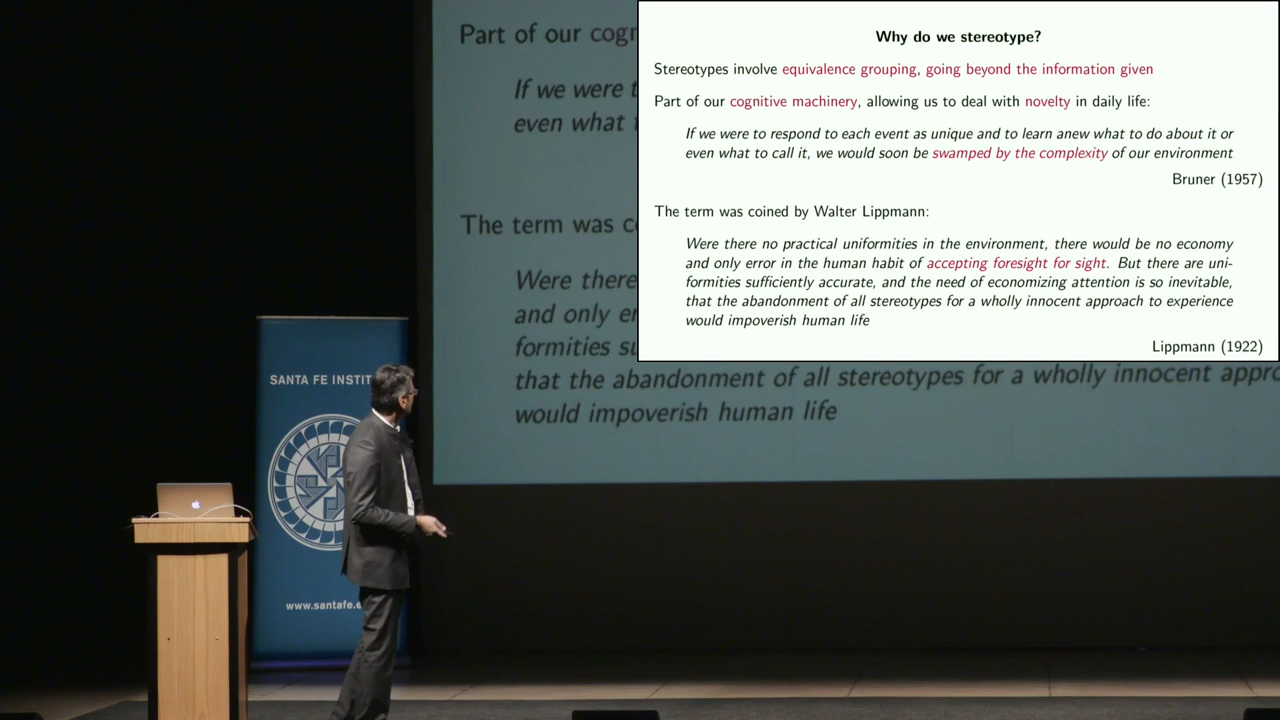 Part of our cogn
If we were t
even what t
The term was c
Were there
and only er
formities su
that the abandonment of all stereotypes for a wholly innocent appro
would impoverish human life
Why do we stereotype?
Stereotypes involve equivalence grouping, going beyond the information given
Part of our cognitive machinery, allowing us to deal with novelty in daily life:
If we were to respond to each event as unique and to learn anew what to do about it or
even what to call it, we would soon be swamped by the complexity of our environment
Bruner (1957)
The term was coined by Walter Lippmann:
Were there no practical uniformities in the environment, there would be no economy
and only error in the human habit of accepting foresight for sight. But there are uni-
formities sufficiently accurate, and the need of economizing attention is so inevitable,
that the abandonment of all stereotypes for a wholly innocent approach to experience
would impoverish human life
Lippmann (1922)
SANTA FE INSTIT
www.santafe.e